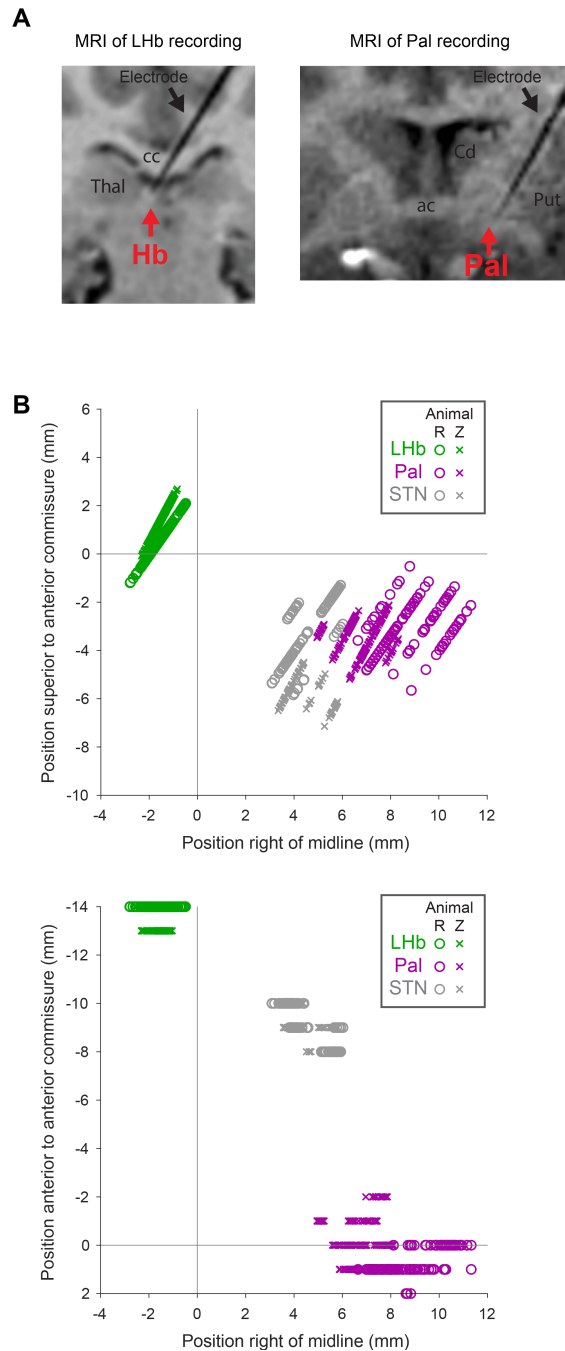 A
MRI of LHb recording
MRI of Pal recording
Electrode
Electrode
cc
Cd
Thal
Put
ac
Hb
Pal
B
Position superior to anterior commissure (mm)
6
4
2
0
-2
-4
-6
-8
-10
-4
-2
0
2
4
6
8
10
12
Position right of midline (mm)
Animal
R Z
LHb
Pal
STN
Position anterior to anterior commissure (mm)
-14
-12
-10
-8
-6
-4
-2
0
2
-4
-2
0
2
4
6
8
10
12
Position right of midline (mm)
Animal
R Z
LHb
Pal
STN